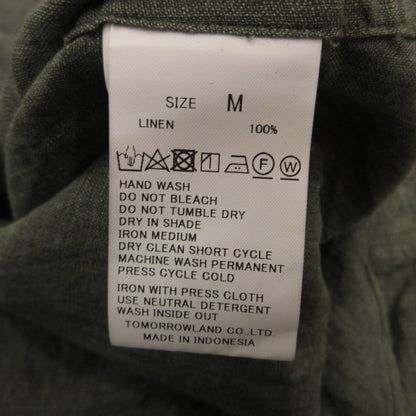 SIZE M
LINEN 100%
F W
HAND WASH
DO NOT BLEACH
DO NOT TUMBLE DRY
DRY IN SHADE
IRON MEDIUM
DRY CLEAN SHORT CYCLE
MACHINE WASH PERMANENT
PRESS CYCLE COLD
IRON WITH PRESS CLOTH
USE NEUTRAL DETERGENT
WASH INSIDE OUT
TOMORROWLAND CO.,LTD.
MADE IN INDONESIA